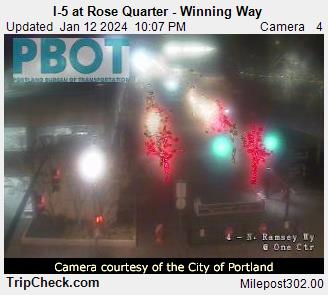 I-5 at Rose Quarter - Winning Way
Updated Jan 12 2024 10:07 PM Camera 4
PBOT
PORTLAND BUREAU OF TRANSPORTATION
4 - N. Ramsey Wy
@ One Ctr
Camera courtesy of the City of Portland
TripCheck.com Milepost302.00